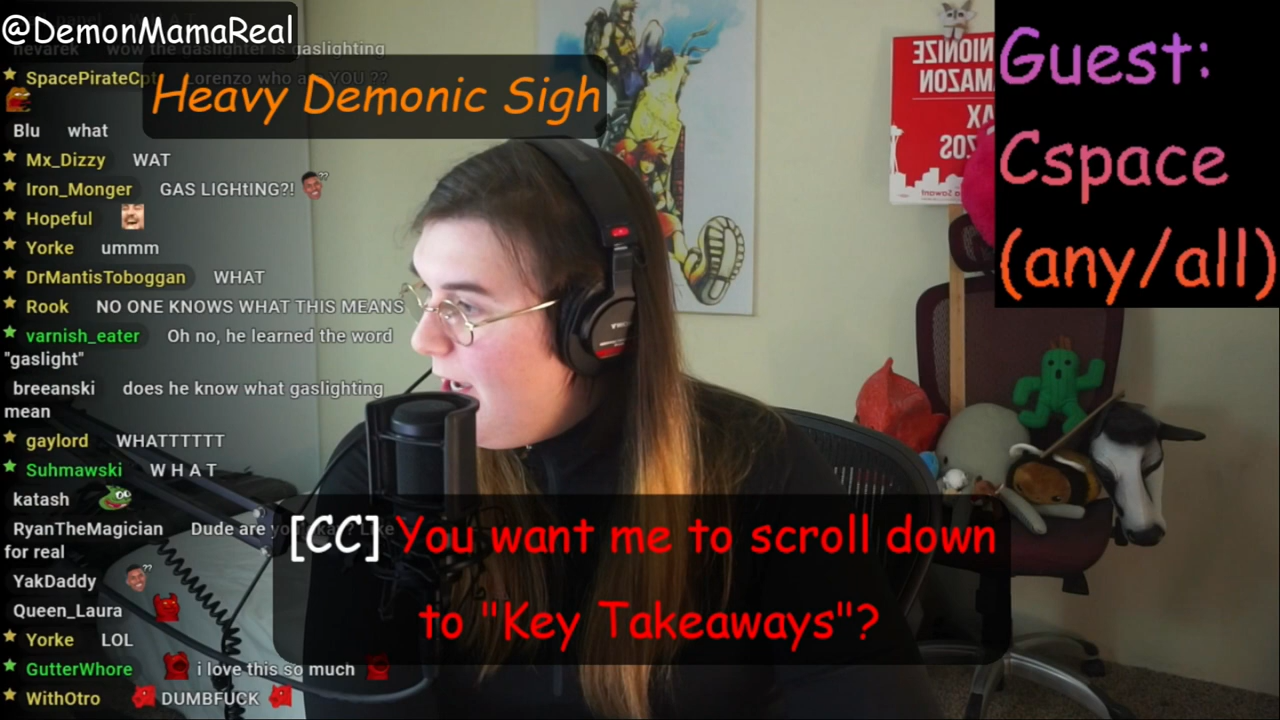 @DemonMamaReal
nevarek wow the gaslighter is gaslighting
SpacePirateCpt Lorenzo who are YOU ??
Heavy Demonic Sigh
Blu what
Mx_Dizzy WAT
Iron_Monger GAS LIGHtING?!
Hopeful
Yorke ummm
DrMantisToboggan WHAT
Rook NO ONE KNOWS WHAT THIS MEANS
varnish_eater Oh no, he learned the word
"gaslight"
breeanski does he know what gaslighting
mean
gaylord WHATTTTTT
Suhmawski W H A T
katash
RyanTheMagician Dude are
for real
YakDaddy
Queen_Laura
Yorke LOL
GutterWhore i love this so much
WithOtro DUMBFUCK
[CC] You want me to scroll down
to "Key Takeaways"?
Guest:
Cspace
(any/all)
AMAZON